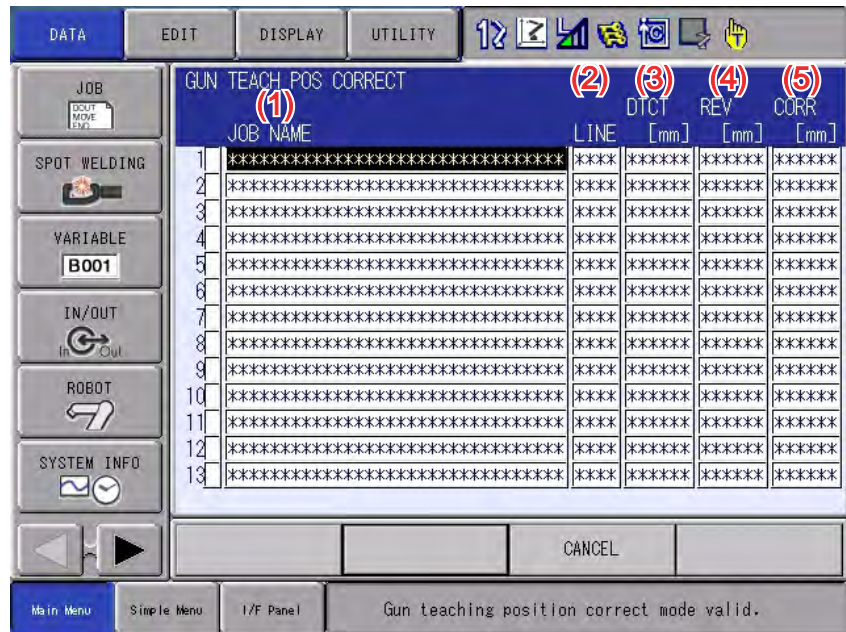 DATA EDIT DISPLAY UTILITY
JOB
DOUT
MOVE
END
SPOT WELDING
VARIABLE
B001
IN/OUT
In Out
ROBOT
SYSTEM INFO
GUN TEACH POS CORRECT
(1) (2) (3) (4) (5)
DTCT REV CORR
JOB NAME LINE [mm] [mm] [mm]
1 ********************************** **** ****** ****** ******
2 ********************************** **** ****** ****** ******
3 ********************************** **** ****** ****** ******
4 ********************************** **** ****** ****** ******
5 ********************************** **** ****** ****** ******
6 ********************************** **** ****** ****** ******
7 ********************************** **** ****** ****** ******
8 ********************************** **** ****** ****** ******
9 ********************************** **** ****** ****** ******
10 ********************************** **** ****** ****** ******
11 ********************************** **** ****** ****** ******
12 ********************************** **** ****** ****** ******
13 ********************************** **** ****** ****** ******
CANCEL
Main Menu Simple Menu I/F Panel Gun teaching position correct mode valid.